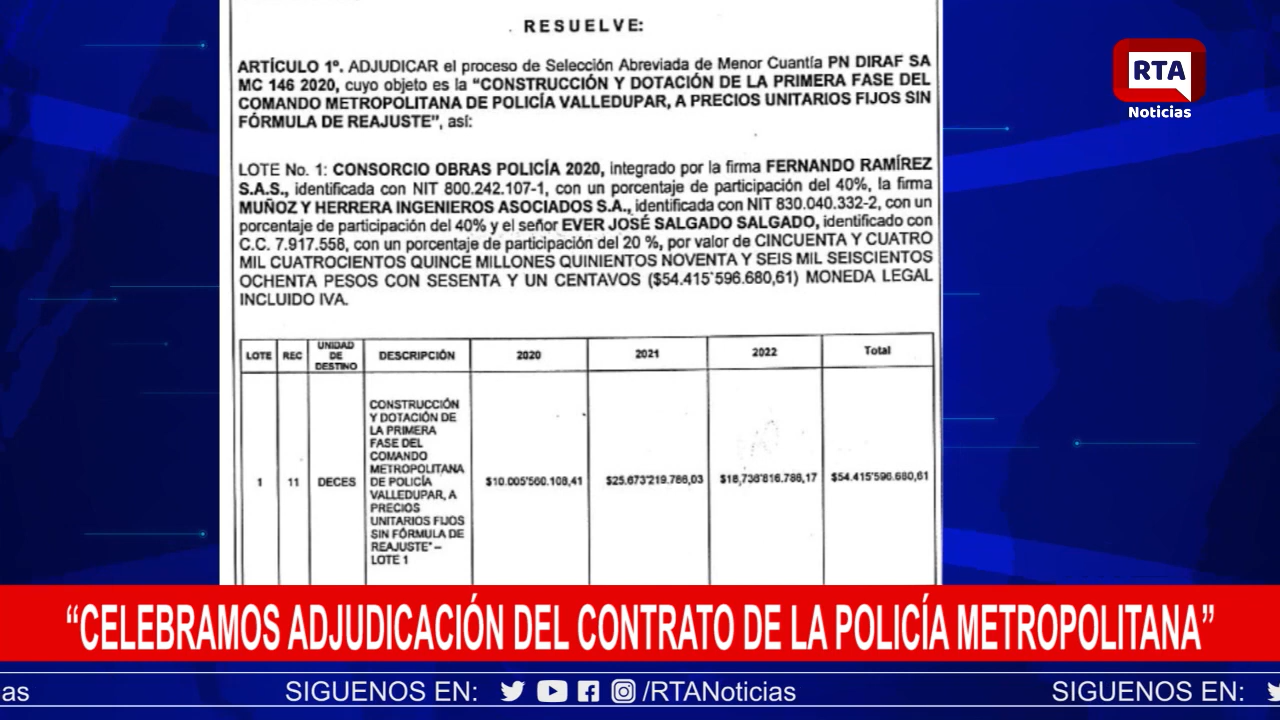 RESUELVE:
ARTÍCULO 1º. ADJUDICAR el proceso de Selección Abreviada de Menor Cuantía PN DIRAF SA
MC 146 2020, cuyo objeto es la “CONSTRUCCIÓN Y DOTACIÓN DE LA PRIMERA FASE DEL
COMANDO METROPOLITANA DE POLICÍA VALLEDUPAR, A PRECIOS UNITARIOS FIJOS SIN
FÓRMULA DE REAJUSTE”, así:
LOTE No. 1: CONSORCIO OBRAS POLICÍA 2020, integrado por la firma FERNANDO RAMÍREZ
S.A.S., identificada con NIT 800.242.107-1, con un porcentaje de participación del 40%, la firma
MUÑOZ Y HERRERA INGENIEROS ASOCIADOS S.A., identificada con NIT 830.040.332-2, con un
porcentaje de participación del 40% y el señor EVER JOSÉ SALGADO SALGADO, identificado con
C.C. 7.917.558, con un porcentaje de participación del 20 %, por valor de CINCUENTA Y CUATRO
MIL CUATROCIENTOS QUINCE MILLONES QUINIENTOS NOVENTA Y SEIS MIL SEISCIENTOS
OCHENTA PESOS CON SESENTA Y UN CENTAVOS ($54.415'596.680,61) MONEDA LEGAL
INCLUIDO IVA.
LOTE REC UNIDAD DE DESTINO DESCRIPCIÓN 2020 2021 2022 Total
1 11 DECES
CONSTRUCCIÓN
Y DOTACIÓN DE
LA PRIMERA
FASE DEL
COMANDO
METROPOLITANA
DE POLICÍA
VALLEDUPAR, A
PRECIOS
UNITARIOS FIJOS
SIN FÓRMULA DE
REAJUSTE” –
LOTE 1
$10.005'560.108,41 $25.673'219.786,03 $18,736'816.786,17 $54.415'596.680,61
RTA
Noticias
“CELEBRAMOS ADJUDICACIÓN DEL CONTRATO DE LA POLICÍA METROPOLITANA”
as SIGUENOS EN: /RTANoticias SIGUENOS EN: